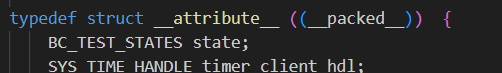 typedef struct __attribute__ ((__packed__))  {
    BC_TEST_STATES state;
    SYS_TIME_HANDLE timer_client_hdl;